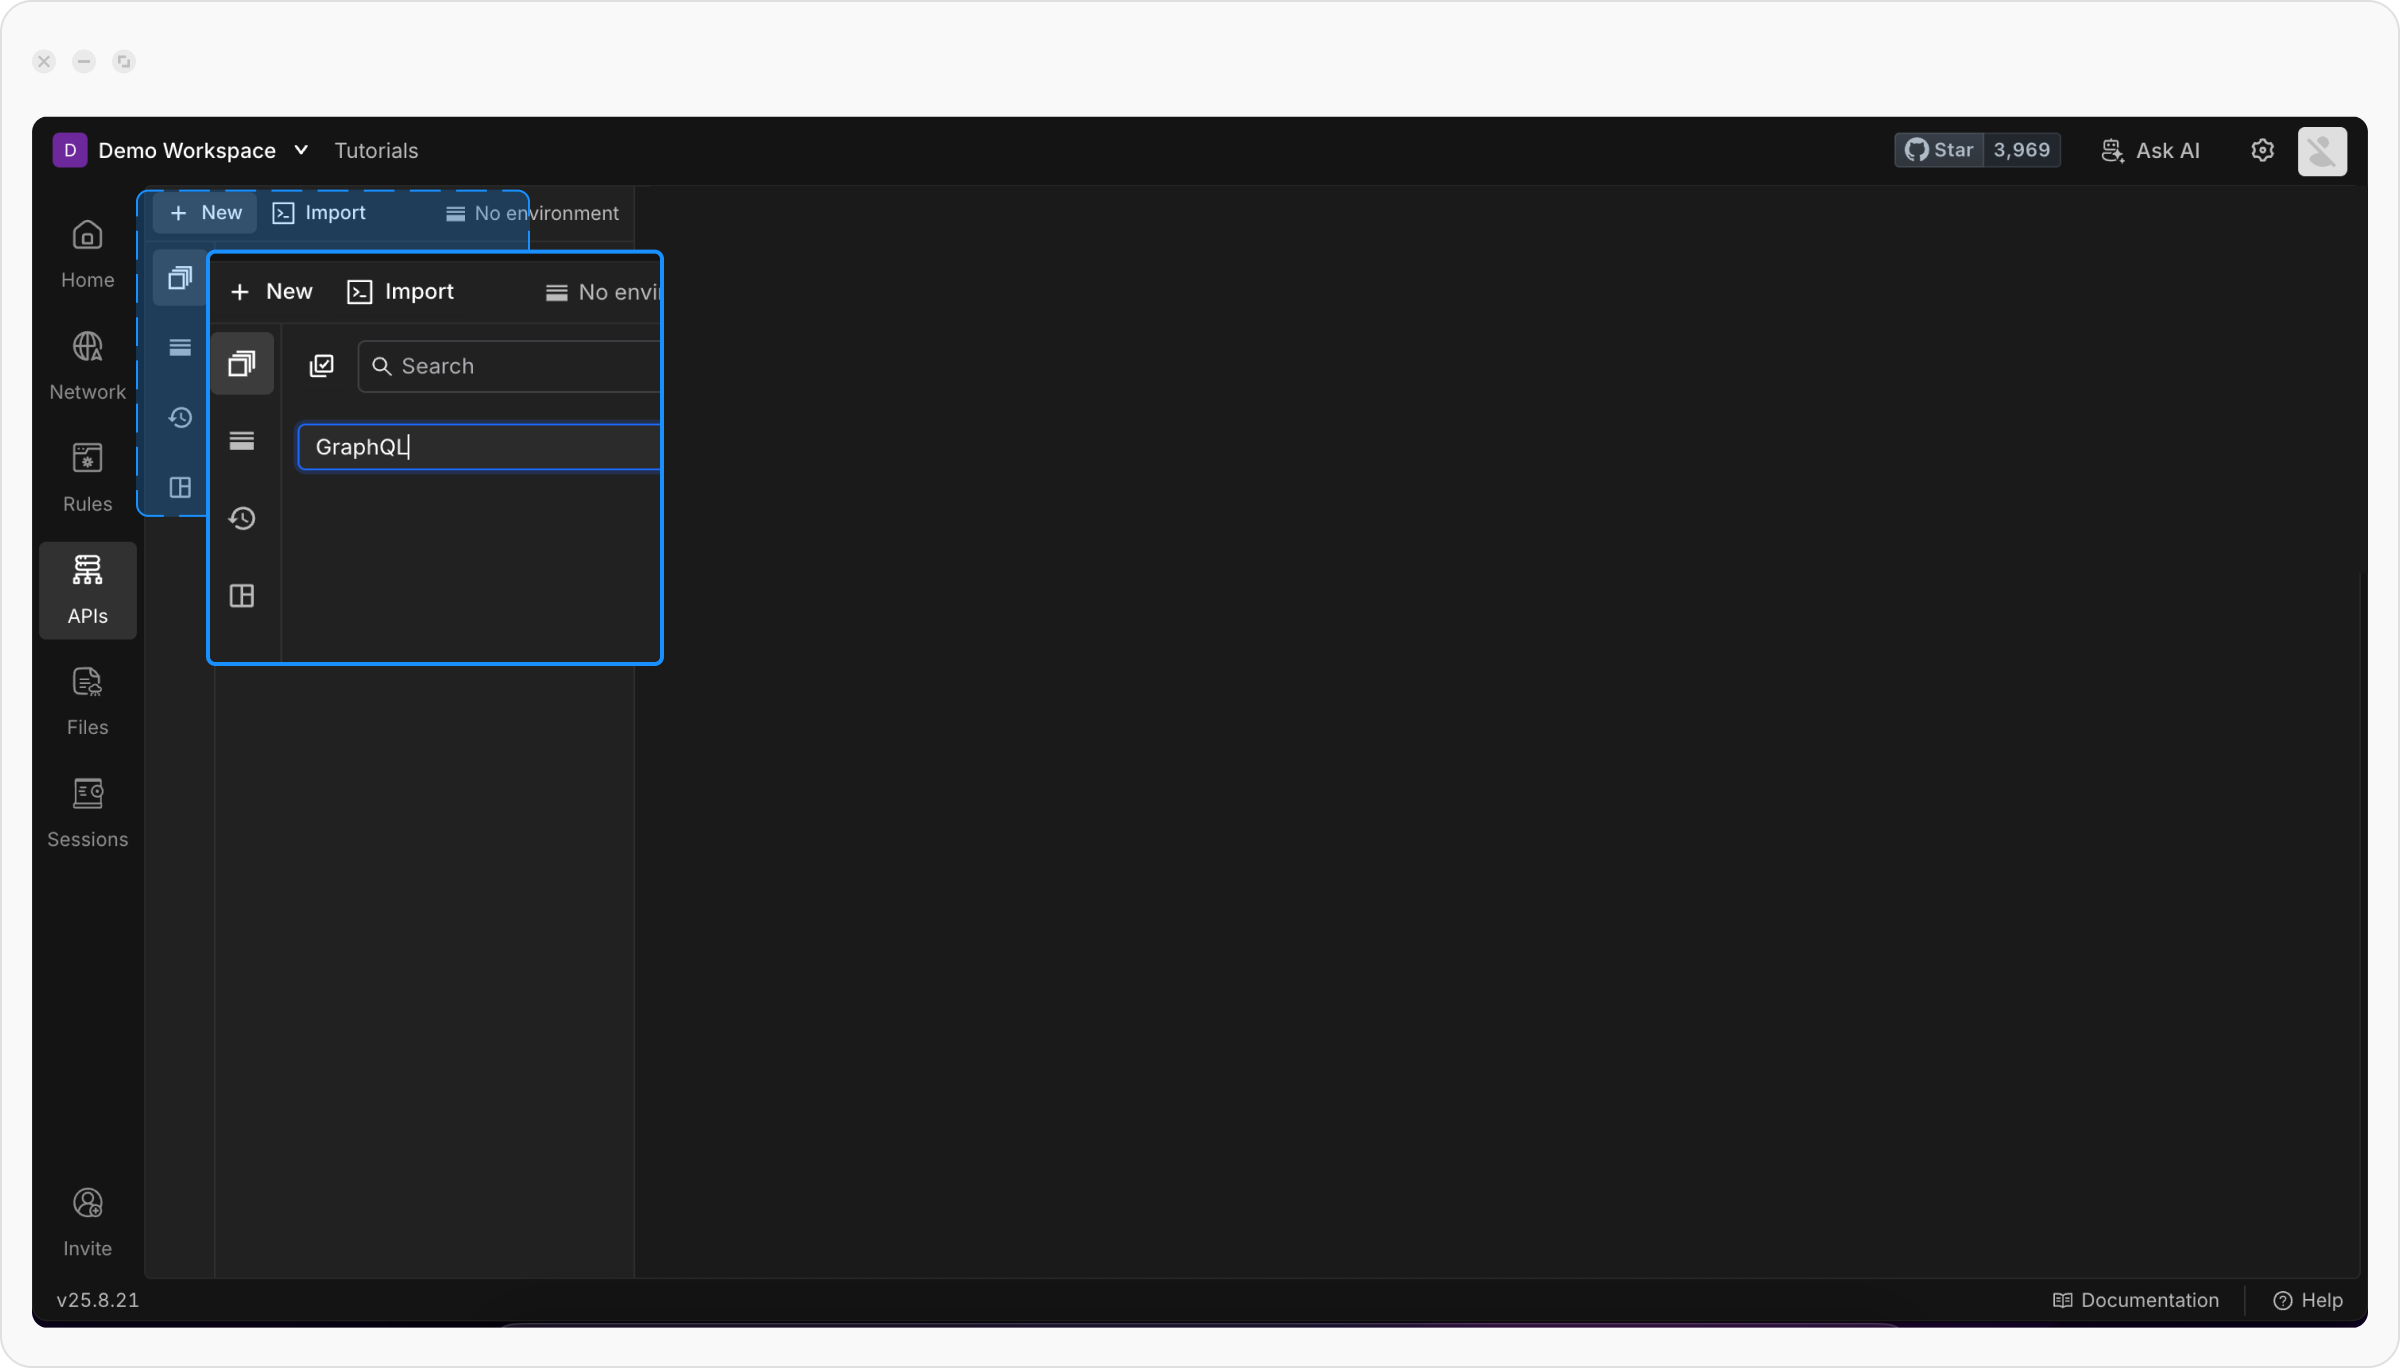 D Demo Workspace Tutorials
Star 3,969 Ask AI
New Import No environment
Home
Network
Rules
APIs
Files
Sessions
Invite
New Import No envi
Search
GraphQL
v25.8.21
Documentation Help